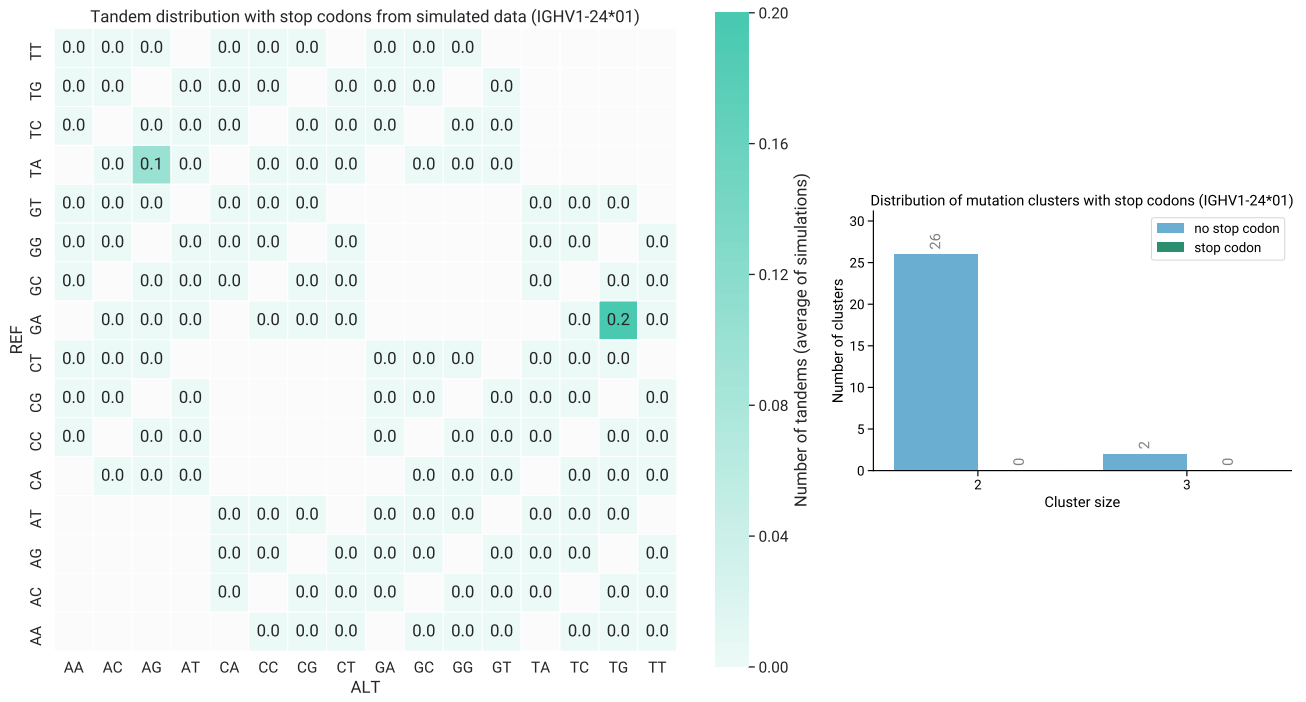 Tandem distribution with stop codons from simulated data (IGHV1-24*01)
TT 0.0 0.0 0.0 0.0 0.0 0.0 0.0 0.0 0.0
TG 0.0 0.0 0.0 0.0 0.0 0.0 0.0 0.0 0.0
TC 0.0 0.0 0.0 0.0 0.0 0.0 0.0 0.0 0.0
TA 0.0 0.1 0.0 0.0 0.0 0.0 0.0 0.0 0.0
GT 0.0 0.0 0.0 0.0 0.0 0.0 0.0 0.0 0.0
GG 0.0 0.0 0.0 0.0 0.0 0.0 0.0 0.0 0.0
GC 0.0 0.0 0.0 0.0 0.0 0.0 0.0 0.0 0.0
GA 0.0 0.0 0.0 0.0 0.0 0.0 0.0 0.2 0.0
CT 0.0 0.0 0.0 0.0 0.0 0.0 0.0 0.0 0.0
CG 0.0 0.0 0.0 0.0 0.0 0.0 0.0 0.0 0.0
CC 0.0 0.0 0.0 0.0 0.0 0.0 0.0 0.0 0.0
CA 0.0 0.0 0.0 0.0 0.0 0.0 0.0 0.0 0.0
AT 0.0 0.0 0.0 0.0 0.0 0.0 0.0 0.0 0.0
AG 0.0 0.0 0.0 0.0 0.0 0.0 0.0 0.0 0.0
AC 0.0 0.0 0.0 0.0 0.0 0.0 0.0 0.0 0.0
AA 0.0 0.0 0.0 0.0 0.0 0.0 0.0 0.0 0.0
REF
AA AC AG AT CA CC CG CT GA GC GG GT TA TC TG TT
ALT
0.20
0.16
0.12
0.08
0.04
0.00
Number of tandems (average of simulations)
Distribution of mutation clusters with stop codons (IGHV1-24*01)
no stop codon
stop codon
30
25
20
15
10
5
0
Number of clusters
26
0
2
0
2 3
Cluster size